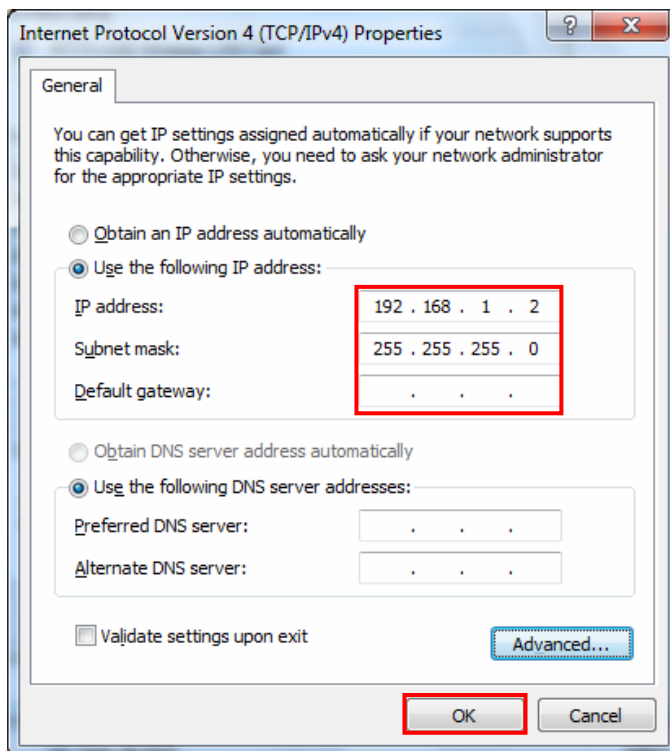 Internet Protocol Version 4 (TCP/IPv4) Properties
General
You can get IP settings assigned automatically if your network supports
this capability. Otherwise, you need to ask your network administrator
for the appropriate IP settings.
Obtain an IP address automatically
Use the following IP address:
IP address: 192 . 168 . 1 . 2
Subnet mask: 255 . 255 . 255 . 0
Default gateway: . . .
Obtain DNS server address automatically
Use the following DNS server addresses:
Preferred DNS server: . . .
Alternate DNS server: . . .
Validate settings upon exit
Advanced...
OK Cancel